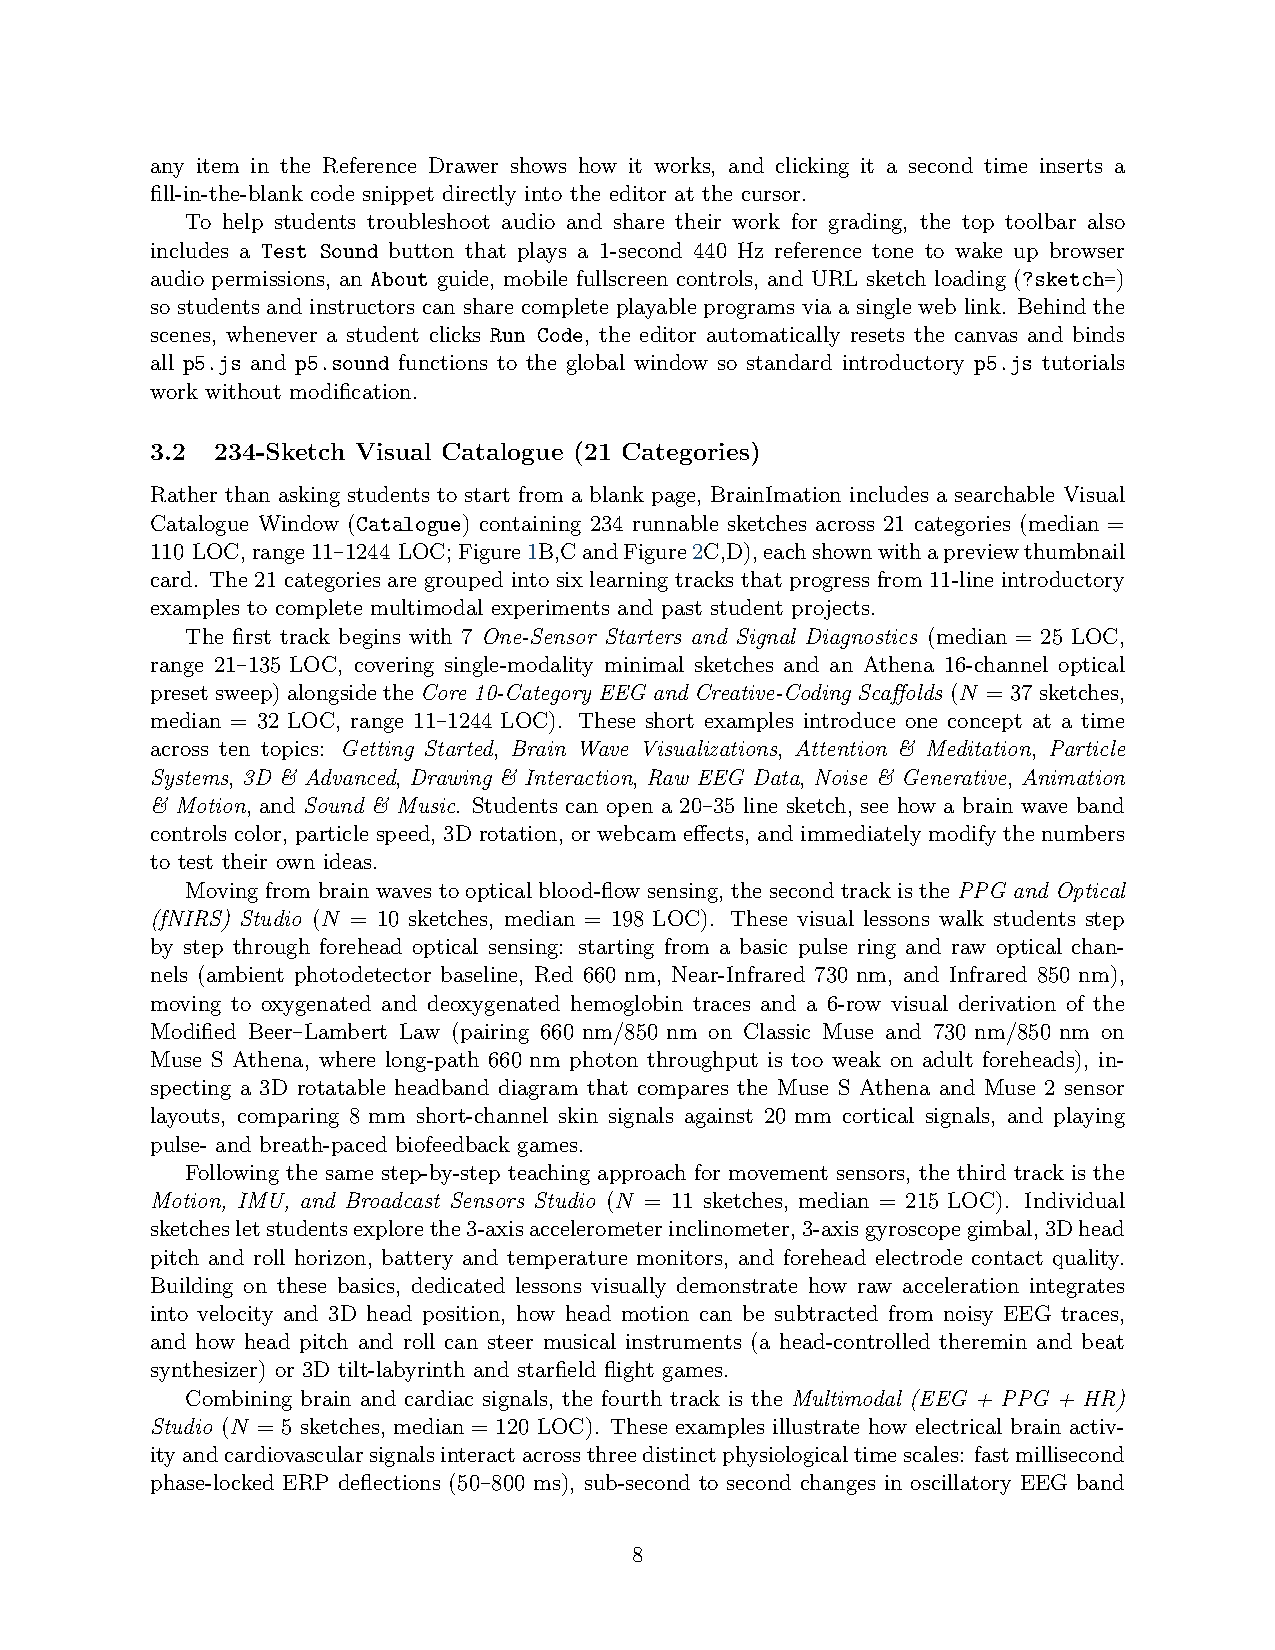 any item in the Reference Drawer shows how it works, and clicking it a second time inserts a
fill-in-the-blank code snippet directly into the editor at the cursor.
To help students troubleshoot audio and share their work for grading, the top toolbar also
includes a Test Sound button that plays a 1-second 440 Hz reference tone to wake up browser
audio permissions, an About guide, mobile fullscreen controls, and URL sketch loading (?sketch=)
so students and instructors can share complete playable programs via a single web link. Behind the
scenes, whenever a student clicks Run Code, the editor automatically resets the canvas and binds
all p5.js and p5.sound functions to the global window so standard introductory p5.js tutorials
work without modification.
3.2 234-Sketch Visual Catalogue (21 Categories)
Rather than asking students to start from a blank page, BrainImation includes a searchable Visual
Catalogue Window (Catalogue) containing 234 runnable sketches across 21 categories (median =
110 LOC, range 11–1244 LOC; Figure 1B,C and Figure 2C,D), each shown with a preview thumbnail
card. The 21 categories are grouped into six learning tracks that progress from 11-line introductory
examples to complete multimodal experiments and past student projects.
The first track begins with 7 One-Sensor Starters and Signal Diagnostics (median = 25 LOC,
range 21–135 LOC, covering single-modality minimal sketches and an Athena 16-channel optical
preset sweep) alongside the Core 10-Category EEG and Creative-Coding Scaffolds (N = 37 sketches,
median = 32 LOC, range 11–1244 LOC). These short examples introduce one concept at a time
across ten topics: Getting Started, Brain Wave Visualizations, Attention & Meditation, Particle
Systems, 3D & Advanced, Drawing & Interaction, Raw EEG Data, Noise & Generative, Animation
& Motion, and Sound & Music. Students can open a 20–35 line sketch, see how a brain wave band
controls color, particle speed, 3D rotation, or webcam effects, and immediately modify the numbers
to test their own ideas.
Moving from brain waves to optical blood-flow sensing, the second track is the PPG and Optical
(fNIRS) Studio (N = 10 sketches, median = 198 LOC). These visual lessons walk students step
by step through forehead optical sensing: starting from a basic pulse ring and raw optical chan-
nels (ambient photodetector baseline, Red 660 nm, Near-Infrared 730 nm, and Infrared 850 nm),
moving to oxygenated and deoxygenated hemoglobin traces and a 6-row visual derivation of the
Modified Beer–Lambert Law (pairing 660 nm/850 nm on Classic Muse and 730 nm/850 nm on
Muse S Athena, where long-path 660 nm photon throughput is too weak on adult foreheads), in-
specting a 3D rotatable headband diagram that compares the Muse S Athena and Muse 2 sensor
layouts, comparing 8 mm short-channel skin signals against 20 mm cortical signals, and playing
pulse- and breath-paced biofeedback games.
Following the same step-by-step teaching approach for movement sensors, the third track is the
Motion, IMU, and Broadcast Sensors Studio (N = 11 sketches, median = 215 LOC). Individual
sketches let students explore the 3-axis accelerometer inclinometer, 3-axis gyroscope gimbal, 3D head
pitch and roll horizon, battery and temperature monitors, and forehead electrode contact quality.
Building on these basics, dedicated lessons visually demonstrate how raw acceleration integrates
into velocity and 3D head position, how head motion can be subtracted from noisy EEG traces,
and how head pitch and roll can steer musical instruments (a head-controlled theremin and beat
synthesizer) or 3D tilt-labyrinth and starfield flight games.
Combining brain and cardiac signals, the fourth track is the Multimodal (EEG + PPG + HR)
Studio (N = 5 sketches, median = 120 LOC). These examples illustrate how electrical brain activ-
ity and cardiovascular signals interact across three distinct physiological time scales: fast millisecond
phase-locked ERP deflections (50–800 ms), sub-second to second changes in oscillatory EEG band
8